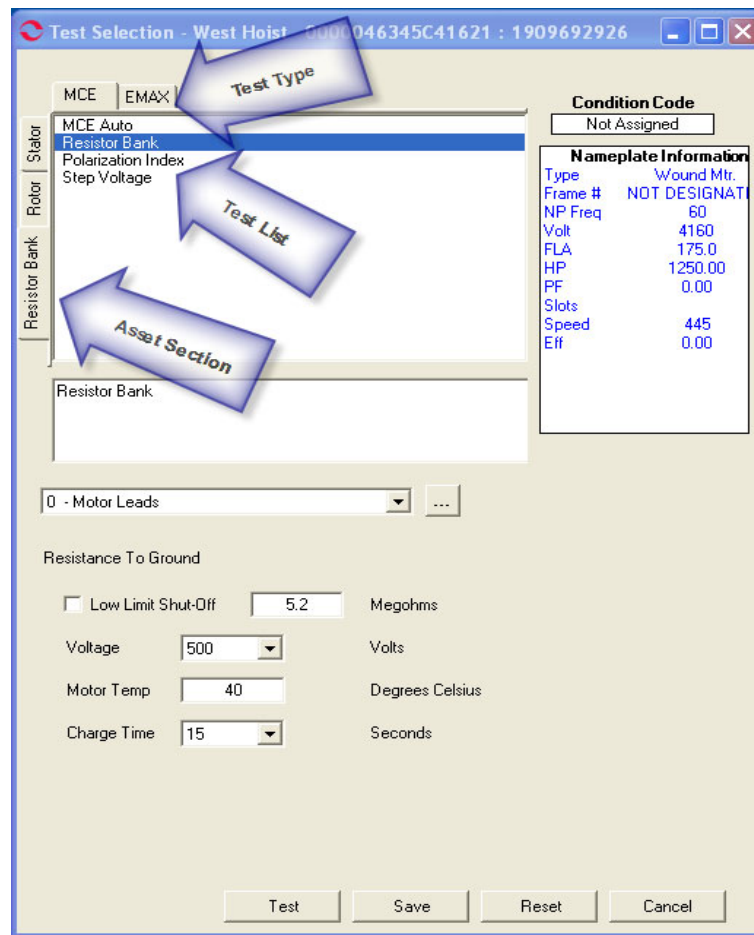 Test Selection - West Hoist 0000046345C41621 : 1909692926
MCE
EMAX
Test Type
Stator
Rotor
Resistor Bank
MCE Auto
Resistor Bank
Polarization Index
Step Voltage
Test List
Asset Section
Condition Code
Not Assigned
Nameplate Information
Type Wound Mtr.
Frame # NOT DESIGNATI
NP Freq 60
Volt 4160
FLA 175.0
HP 1250.00
PF 0.00
Slots
Speed 445
Eff 0.00
Resistor Bank
0 - Motor Leads
...
Resistance To Ground
Low Limit Shut-Off 5.2 Megohms
Voltage 500 Volts
Motor Temp 40 Degrees Celsius
Charge Time 15 Seconds
Test Save Reset Cancel